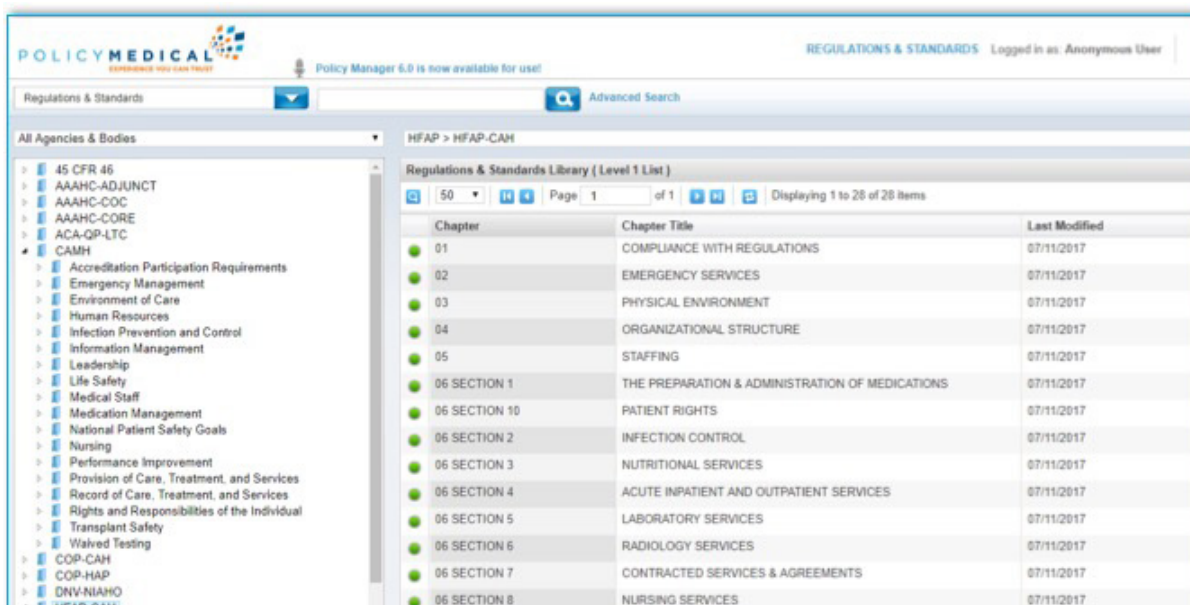 POLICYMEDICAL
EXPERIENCE YOU CAN TRUST
Policy Manager 6.0 is now available for use!
REGULATIONS & STANDARDS Logged in as: Anonymous User
Regulations & Standards
Advanced Search
All Agencies & Bodies
45 CFR 46
AAAHC-ADJUNCT
AAAHC-COC
AAAHC-CORE
ACA-QP-LTC
CAMH
Accreditation Participation Requirements
Emergency Management
Environment of Care
Human Resources
Infection Prevention and Control
Information Management
Leadership
Life Safety
Medical Staff
Medication Management
National Patient Safety Goals
Nursing
Performance Improvement
Provision of Care, Treatment, and Services
Record of Care, Treatment, and Services
Rights and Responsibilities of the Individual
Transplant Safety
Waived Testing
COP-CAH
COP-HAP
DNV-NIAHO
HFAP-CAH
HFAP > HFAP-CAH
Regulations & Standards Library ( Level 1 List )
50 Page 1 of 1 Displaying 1 to 28 of 28 items
Chapter Chapter Title Last Modified
01 COMPLIANCE WITH REGULATIONS 07/11/2017
02 EMERGENCY SERVICES 07/11/2017
03 PHYSICAL ENVIRONMENT 07/11/2017
04 ORGANIZATIONAL STRUCTURE 07/11/2017
05 STAFFING 07/11/2017
06 SECTION 1 THE PREPARATION & ADMINISTRATION OF MEDICATIONS 07/11/2017
06 SECTION 10 PATIENT RIGHTS 07/11/2017
06 SECTION 2 INFECTION CONTROL 07/11/2017
06 SECTION 3 NUTRITIONAL SERVICES 07/11/2017
06 SECTION 4 ACUTE INPATIENT AND OUTPATIENT SERVICES 07/11/2017
06 SECTION 5 LABORATORY SERVICES 07/11/2017
06 SECTION 6 RADIOLOGY SERVICES 07/11/2017
06 SECTION 7 CONTRACTED SERVICES & AGREEMENTS 07/11/2017
06 SECTION 8 NURSING SERVICES 07/11/2017